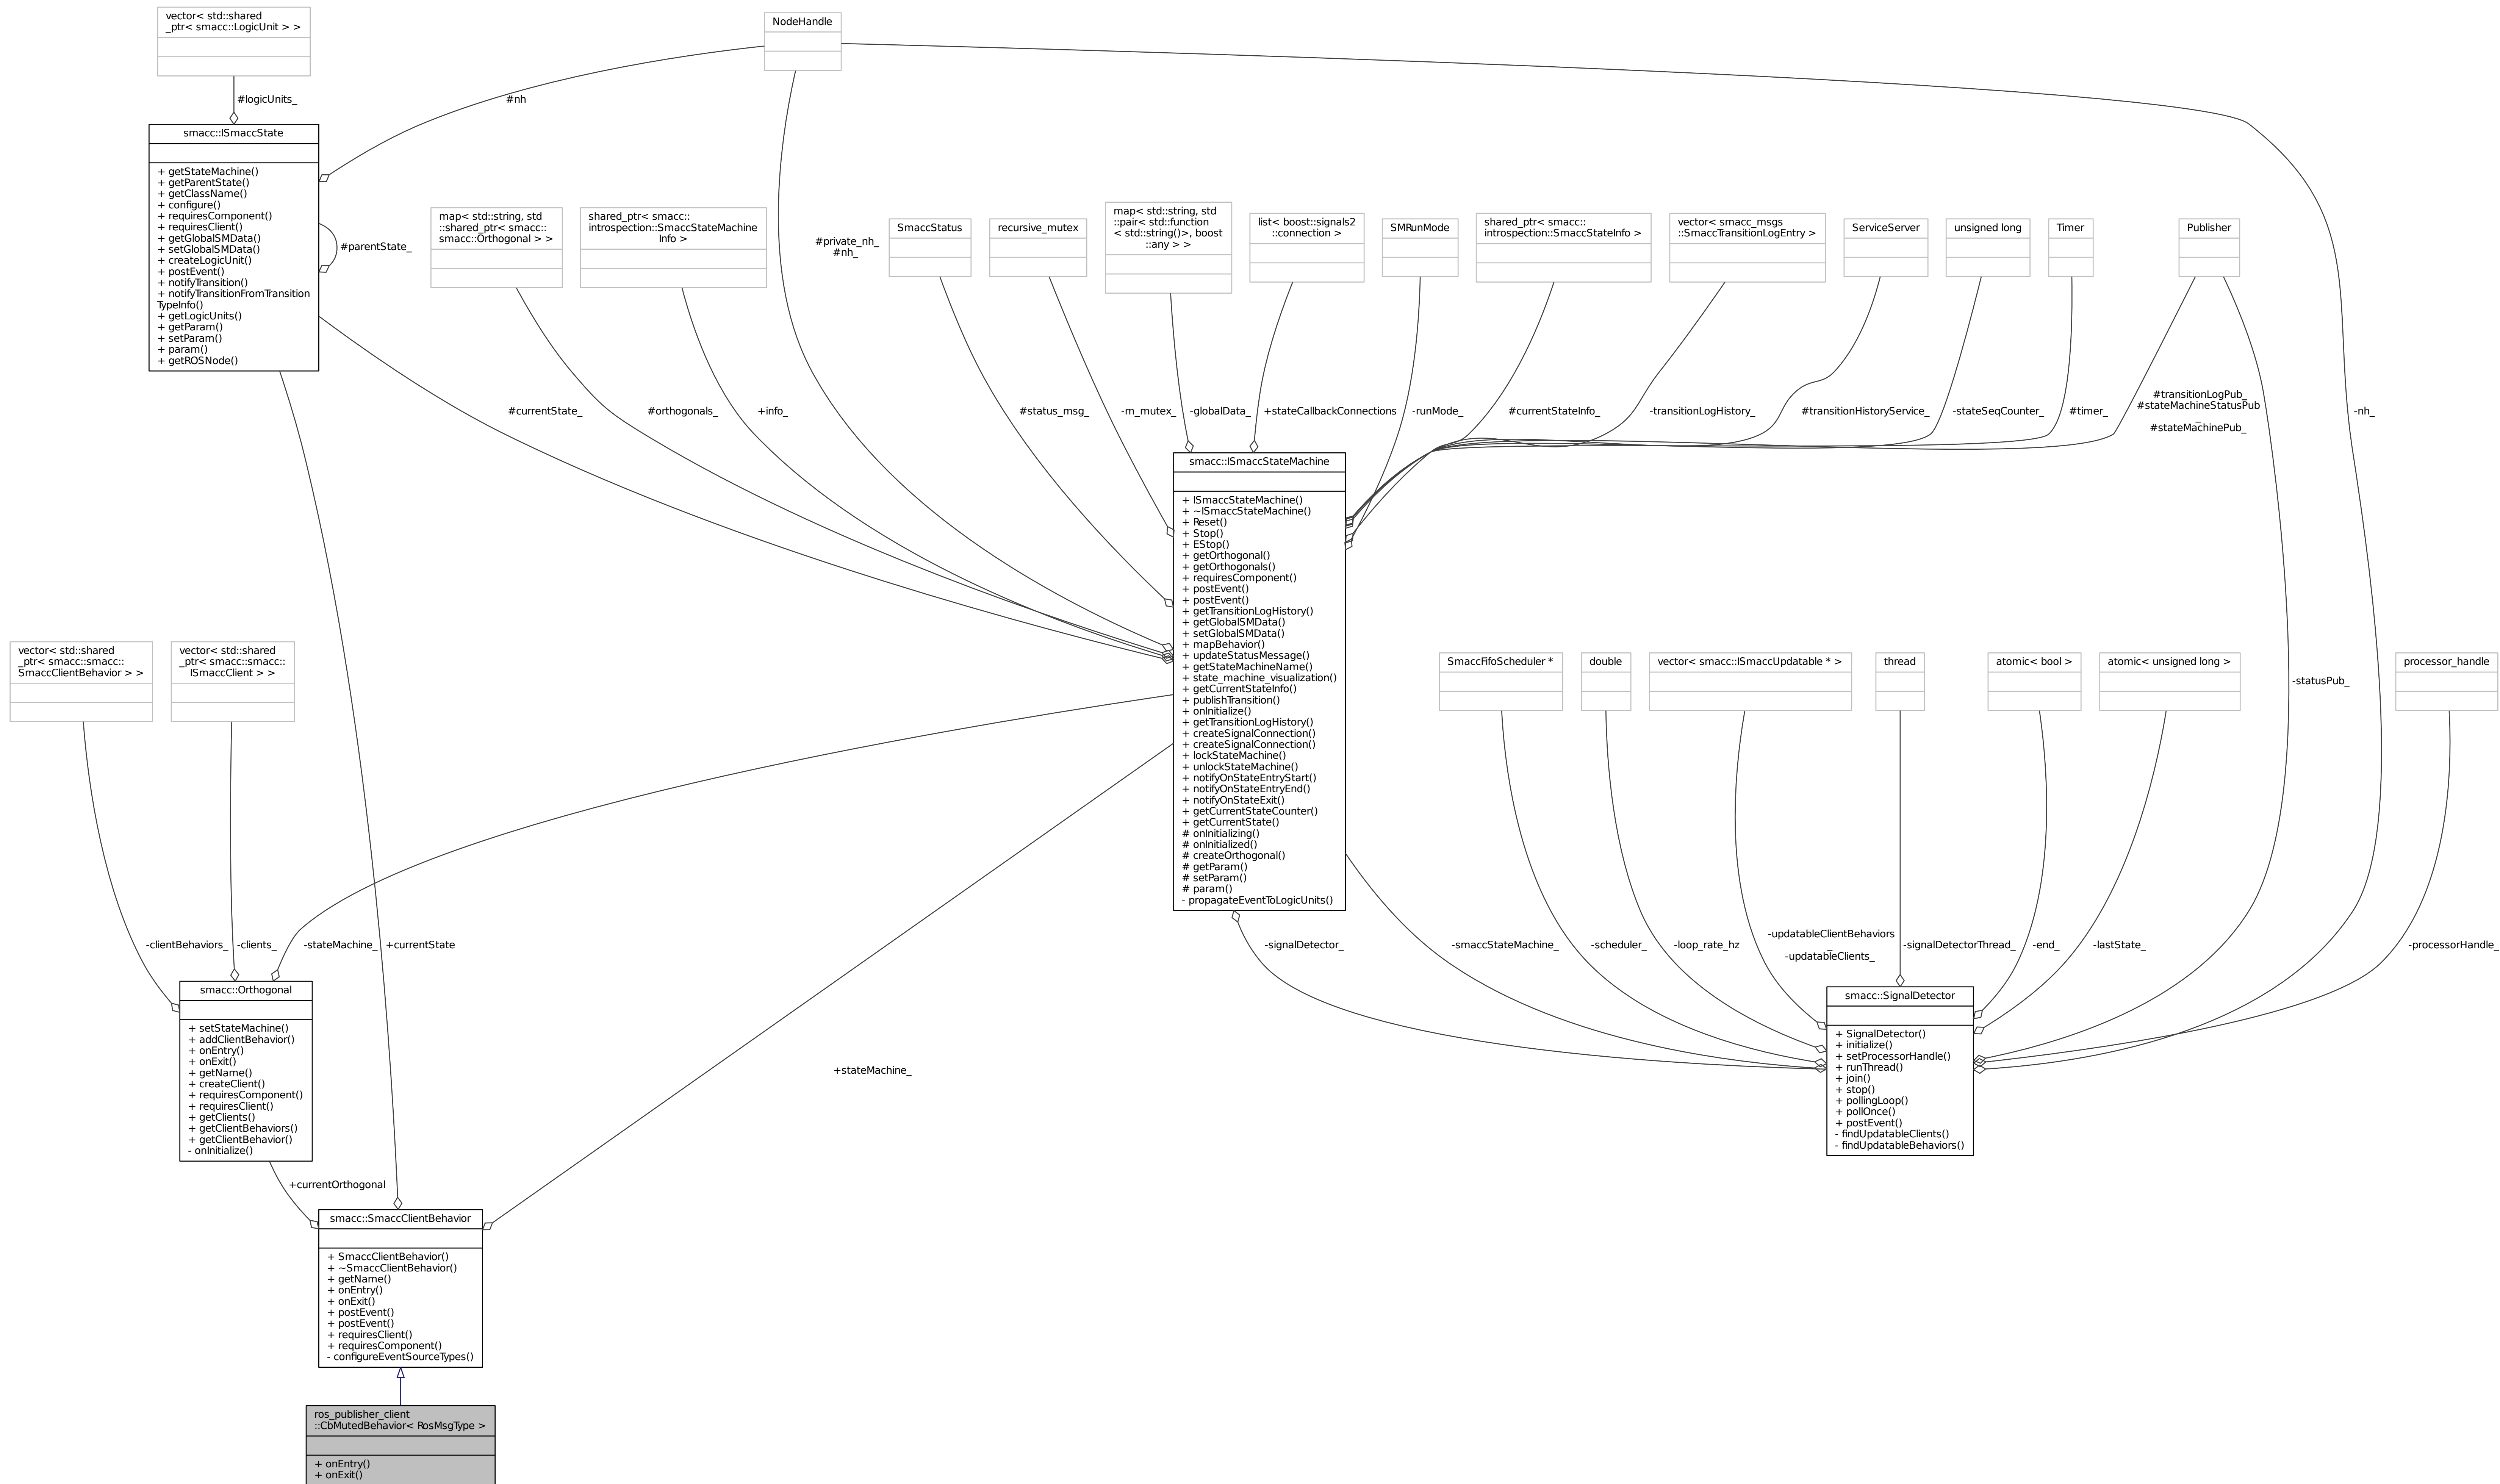 vector< std::shared
_ptr< smacc::LogicUnit > >
NodeHandle
#logicUnits_
#nh
smacc::ISmaccState
+ getStateMachine()
+ getParentState()
+ getClassName()
+ configure()
+ requiresComponent()
+ requiresClient()
+ getGlobalSMData()
+ setGlobalSMData()
+ createLogicUnit()
+ postEvent()
+ notifyTransition()
+ notifyTransitionFromTransition
TypeInfo()
+ getLogicUnits()
+ getParam()
+ setParam()
+ param()
+ getROSNode()
#parentState_
map< std::string, std
::shared_ptr< smacc::
smacc::Orthogonal > >
shared_ptr< smacc::
introspection::SmaccStateMachine
Info >
#private_nh_
#nh_
SmaccStatus
recursive_mutex
map< std::string, std
::pair< std::function
< std::string()>, boost
::any > >
list< boost::signals2
::connection >
SMRunMode
shared_ptr< smacc::
introspection::SmaccStateInfo >
vector< smacc_msgs
::SmaccTransitionLogEntry >
ServiceServer
unsigned long
Timer
Publisher
#currentState_
#orthogonals_
+info_
#status_msg_
-m_mutex_
-globalData_
+stateCallbackConnections
-runMode_
#currentStateInfo_
-transitionLogHistory_
#transitionHistoryService_
-stateSeqCounter_
#timer_
#transitionLogPub_
#stateMachineStatusPub
_
#stateMachinePub_
-nh_
smacc::ISmaccStateMachine
+ ISmaccStateMachine()
+ ~ISmaccStateMachine()
+ Reset()
+ Stop()
+ EStop()
+ getOrthogonal()
+ getOrthogonals()
+ requiresComponent()
+ postEvent()
+ postEvent()
+ getTransitionLogHistory()
+ getGlobalSMData()
+ setGlobalSMData()
+ mapBehavior()
+ updateStatusMessage()
+ getStateMachineName()
+ state_machine_visualization()
+ getCurrentStateInfo()
+ publishTransition()
+ onInitialize()
+ getTransitionLogHistory()
+ createSignalConnection()
+ createSignalConnection()
+ lockStateMachine()
+ unlockStateMachine()
+ notifyOnStateEntryStart()
+ notifyOnStateEntryEnd()
+ notifyOnStateExit()
+ getCurrentStateCounter()
+ getCurrentState()
# onInitializing()
# onInitialized()
# createOrthogonal()
# getParam()
# setParam()
# param()
- propagateEventToLogicUnits()
vector< std::shared
_ptr< smacc::smacc::
SmaccClientBehavior > >
vector< std::shared
_ptr< smacc::smacc::
ISmaccClient > >
SmaccFifoScheduler *
double
vector< smacc::ISmaccUpdatable * >
thread
atomic< bool >
atomic< unsigned long >
-statusPub_
processor_handle
-clientBehaviors_
-clients_
-stateMachine_
+currentState
-signalDetector_
-smaccStateMachine_
-scheduler_
-loop_rate_hz
-updatableClientBehaviors
_
-updatableClients_
-signalDetectorThread_
-end_
-lastState_
-processorHandle_
smacc::Orthogonal
+ setStateMachine()
+ addClientBehavior()
+ onEntry()
+ onExit()
+ getName()
+ createClient()
+ requiresComponent()
+ requiresClient()
+ getClients()
+ getClientBehaviors()
+ getClientBehavior()
- onInitialize()
smacc::SignalDetector
+ SignalDetector()
+ initialize()
+ setProcessorHandle()
+ runThread()
+ join()
+ stop()
+ pollingLoop()
+ pollOnce()
+ postEvent()
- findUpdatableClients()
- findUpdatableBehaviors()
+stateMachine_
+currentOrthogonal
smacc::SmaccClientBehavior
+ SmaccClientBehavior()
+ ~SmaccClientBehavior()
+ getName()
+ onEntry()
+ onExit()
+ postEvent()
+ postEvent()
+ requiresClient()
+ requiresComponent()
- configureEventSourceTypes()
ros_publisher_client
::CbMutedBehavior< RosMsgType >
+ onEntry()
+ onExit()